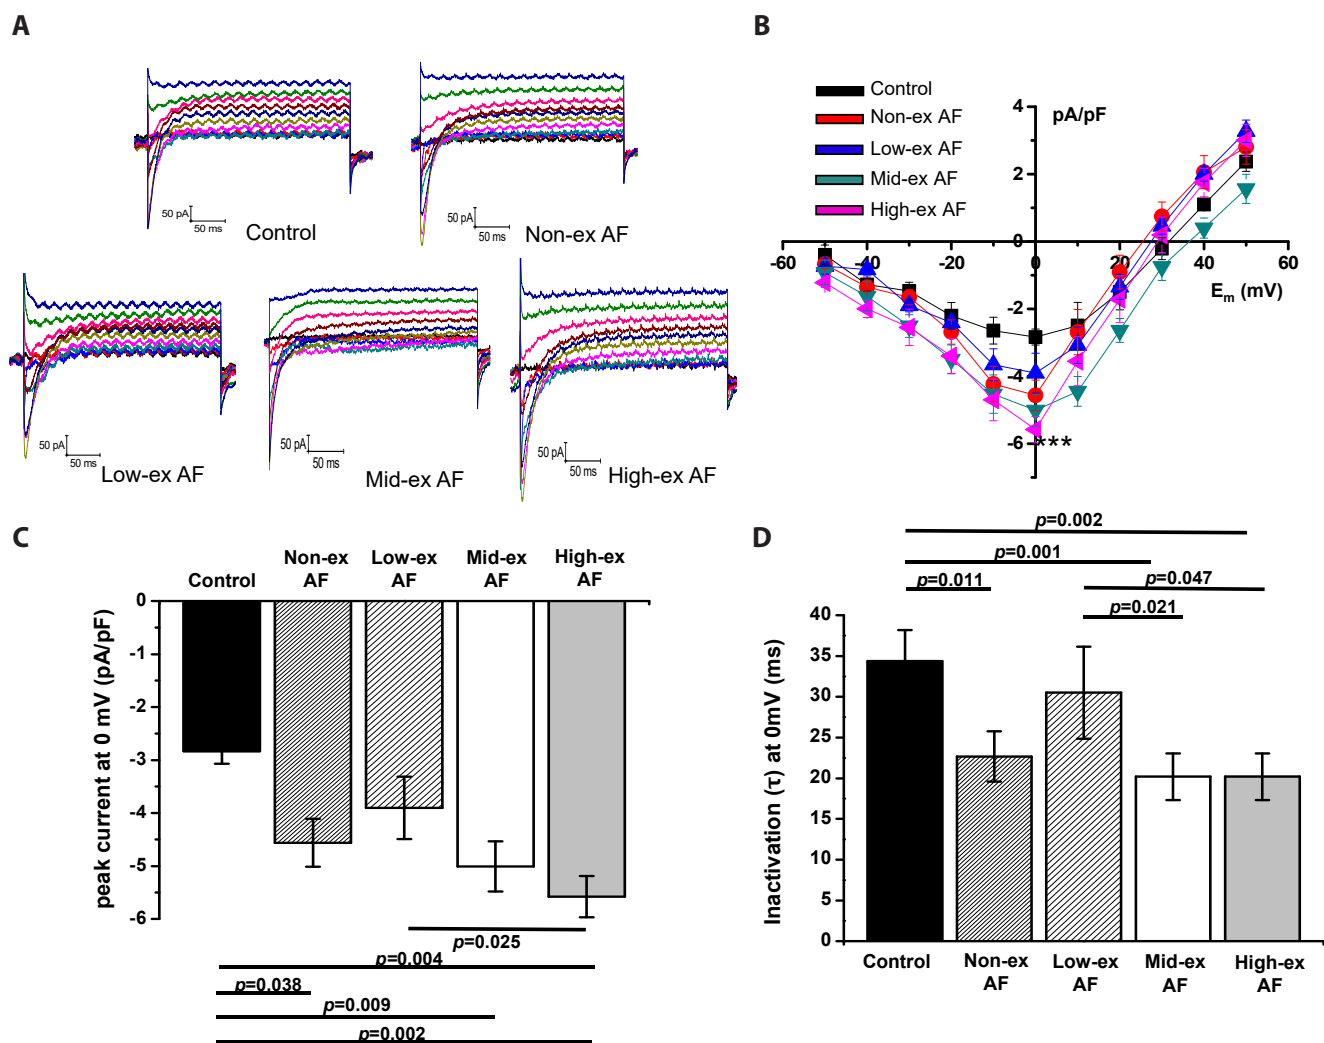 A
50 pA
50 ms
Control
50 pA
50 ms
Non-ex AF
50 pA
50 ms
Low-ex AF
50 pA
50 ms
Mid-ex AF
50 pA
50 ms
High-ex AF
B
Control
Non-ex AF
Low-ex AF
Mid-ex AF
High-ex AF
pA/pF
4
2
0
-2
-4
-6
-60
-40
-20
0
20
40
60
Em (mV)
***
C
Control
Non-ex AF
Low-ex AF
Mid-ex AF
High-ex AF
peak current at 0 mV (pA/pF)
0
-1
-2
-3
-4
-5
-6
p=0.025
p=0.004
p=0.038
p=0.009
p=0.002
D
p=0.002
p=0.001
p=0.011
p=0.047
p=0.021
Inactivation (τ) at 0mV (ms)
40
35
30
25
20
15
10
5
0
Control
Non-ex AF
Low-ex AF
Mid-ex AF
High-ex AF